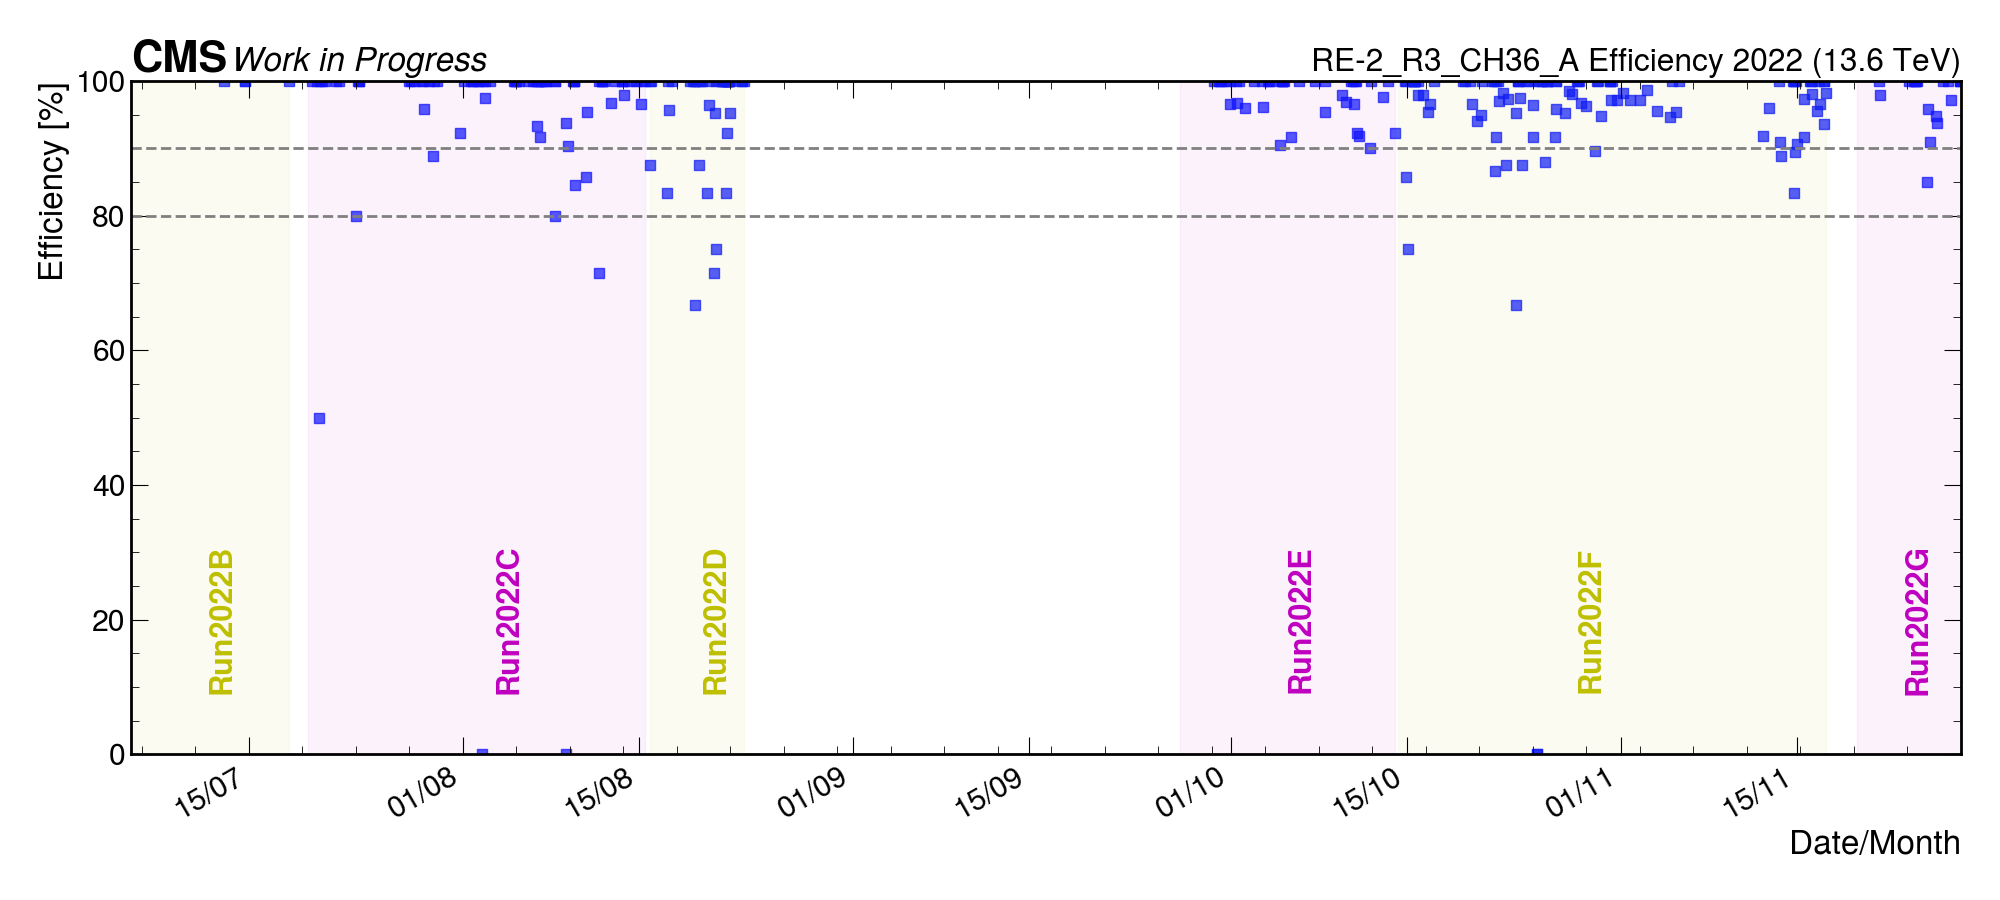 CMS Work in Progress
RE-2_R3_CH36_A Efficiency 2022 (13.6 TeV)
Efficiency [%]
100
80
60
40
20
0
Run2022B
Run2022C
Run2022D
Run2022E
Run2022F
Run2022G
15/07
01/08
15/08
01/09
15/09
01/10
15/10
01/11
15/11
Date/Month